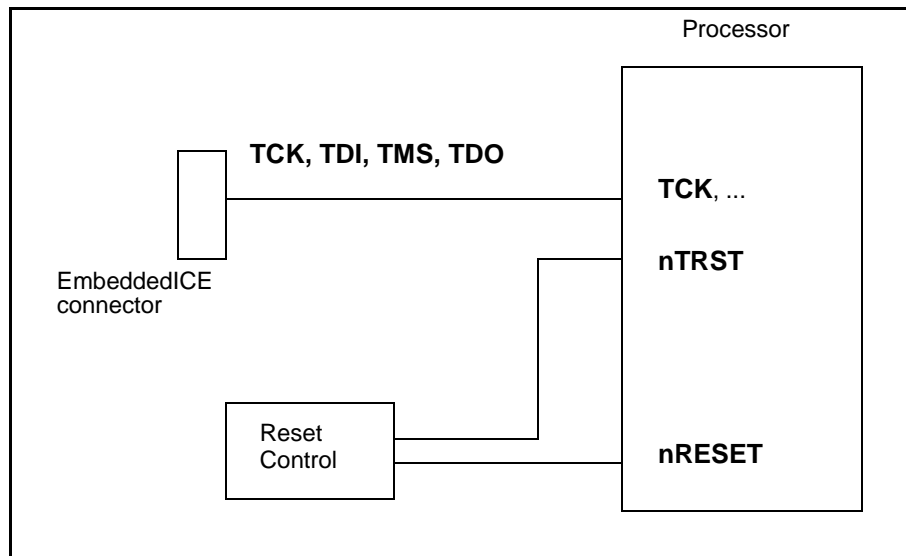 Processor
TCK, TDI, TMS, TDO
TCK, ...
nTRST
EmbeddedICE
connector
Reset
Control
nRESET